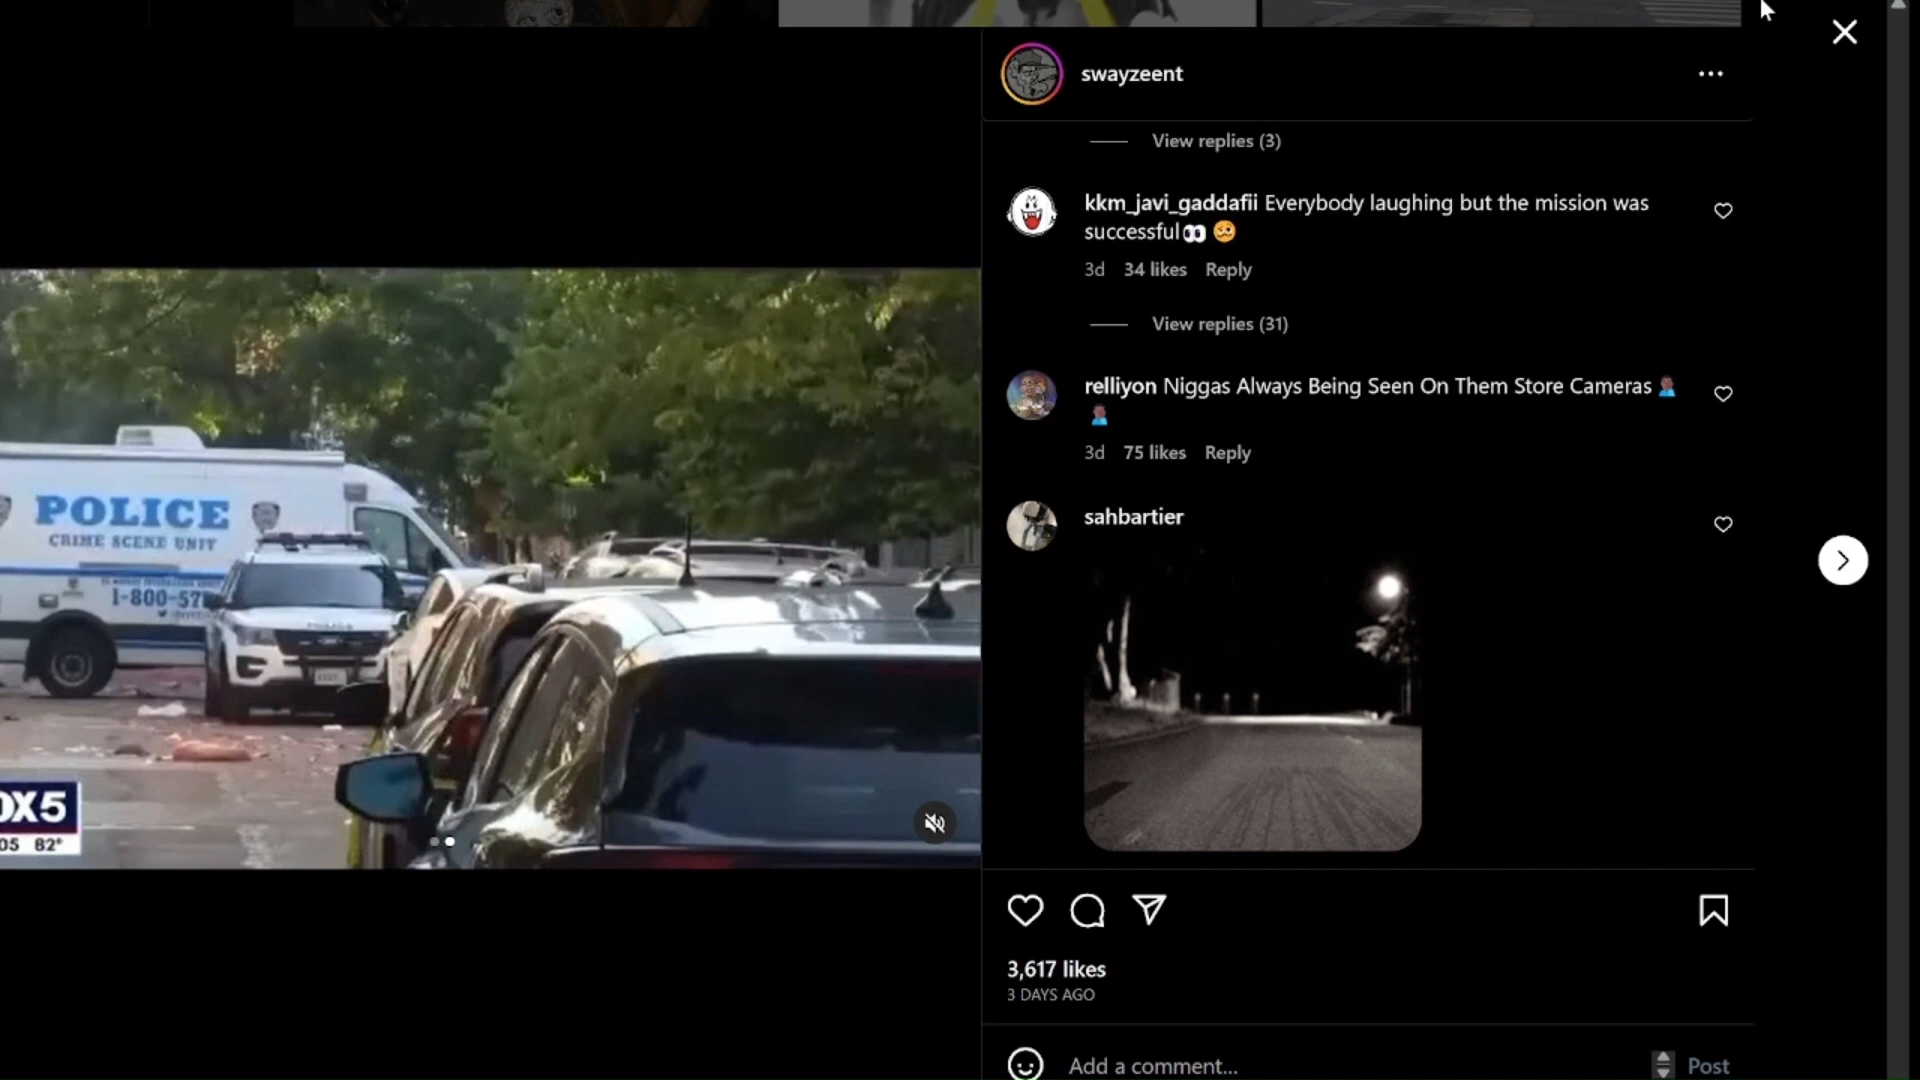 swayzeent
View replies (3)
kkm_javi_gaddafii Everybody laughing but the mission was
successful👀🥴
3d 34 likes Reply
View replies (31)
relliyon Niggas Always Being Seen On Them Store Cameras
3d 75 likes Reply
sahbartier
POLICE
CRIME SCENE UNIT
1-800-57
OX5
05 82°
3,617 likes
3 DAYS AGO
Add a comment...
Post